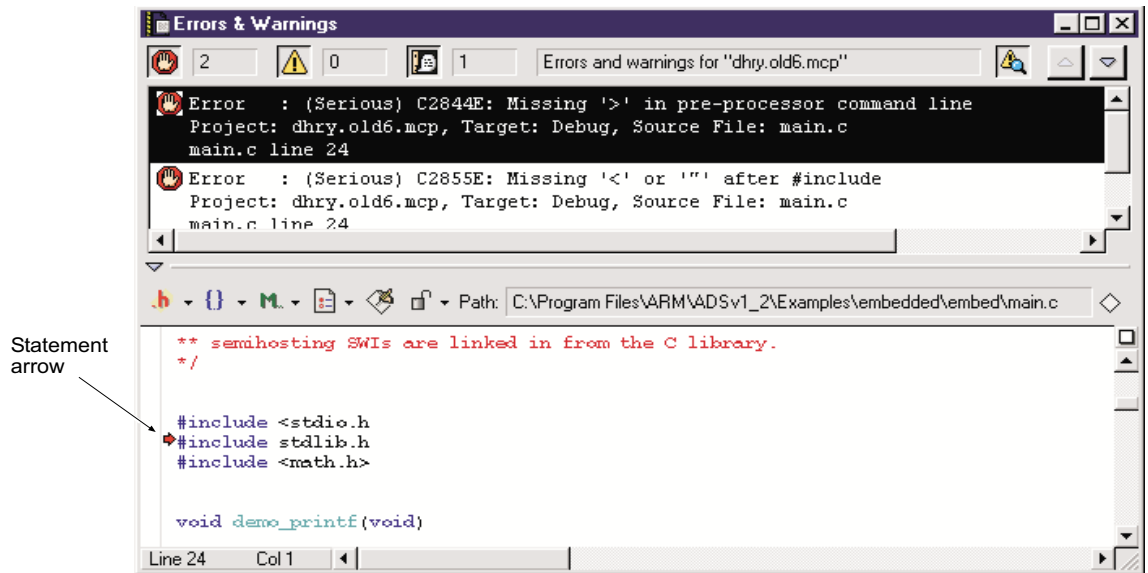 Errors & Warnings
2 0 1 Errors and warnings for "dhry.old6.mcp"
Error : (Serious) C2844E: Missing '>' in pre-processor command line
Project: dhry.old6.mcp, Target: Debug, Source File: main.c
main.c line 24
Error : (Serious) C2855E: Missing '<' or '"' after #include
Project: dhry.old6.mcp, Target: Debug, Source File: main.c
main.c line 24
.h {} M.. Path: C:\Program Files\ARM\ADSv1_2\Examples\embedded\embed\main.c
Statement
arrow
** semihosting SWIs are linked in from the C library.
*/
#include <stdio.h
#include stdlib.h
#include <math.h>
void demo_printf(void)
Line 24 Col 1